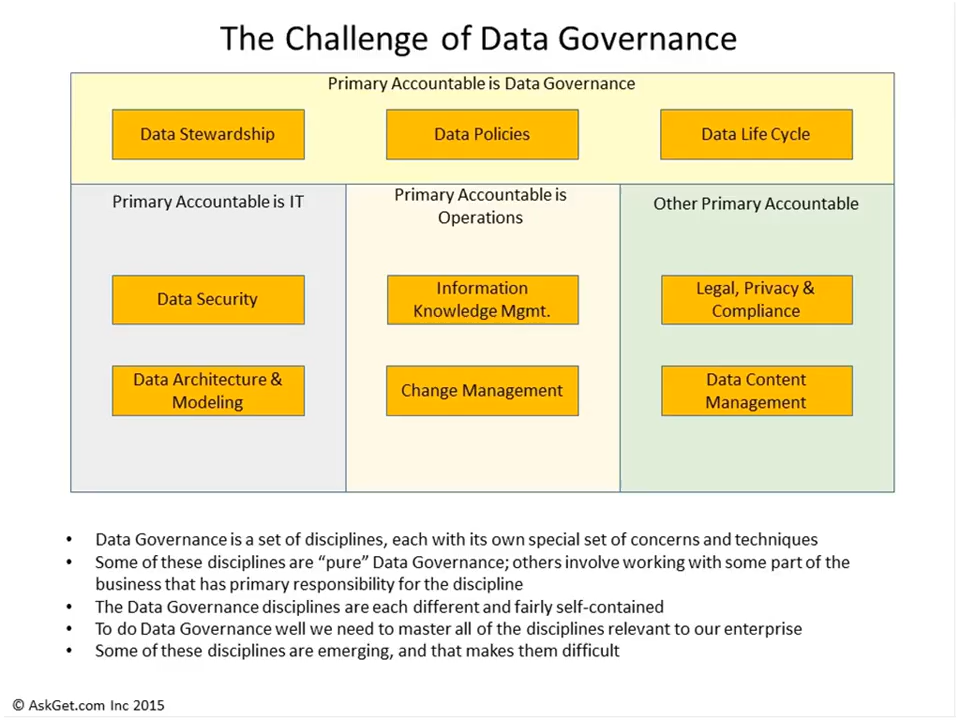 The Challenge of Data Governance
Primary Accountable is Data Governance
Data Stewardship
Data Policies
Data Life Cycle
Primary Accountable is IT
Primary Accountable is
Operations
Other Primary Accountable
Data Security
Information
Knowledge Mgmt.
Legal, Privacy &
Compliance
Data Architecture &
Modeling
Change Management
Data Content
Management
• Data Governance is a set of disciplines, each with its own special set of concerns and techniques
• Some of these disciplines are “pure” Data Governance; others involve working with some part of the
business that has primary responsibility for the discipline
• The Data Governance disciplines are each different and fairly self-contained
• To do Data Governance well we need to master all of the disciplines relevant to our enterprise
• Some of these disciplines are emerging, and that makes them difficult
© AskGet.com Inc 2015